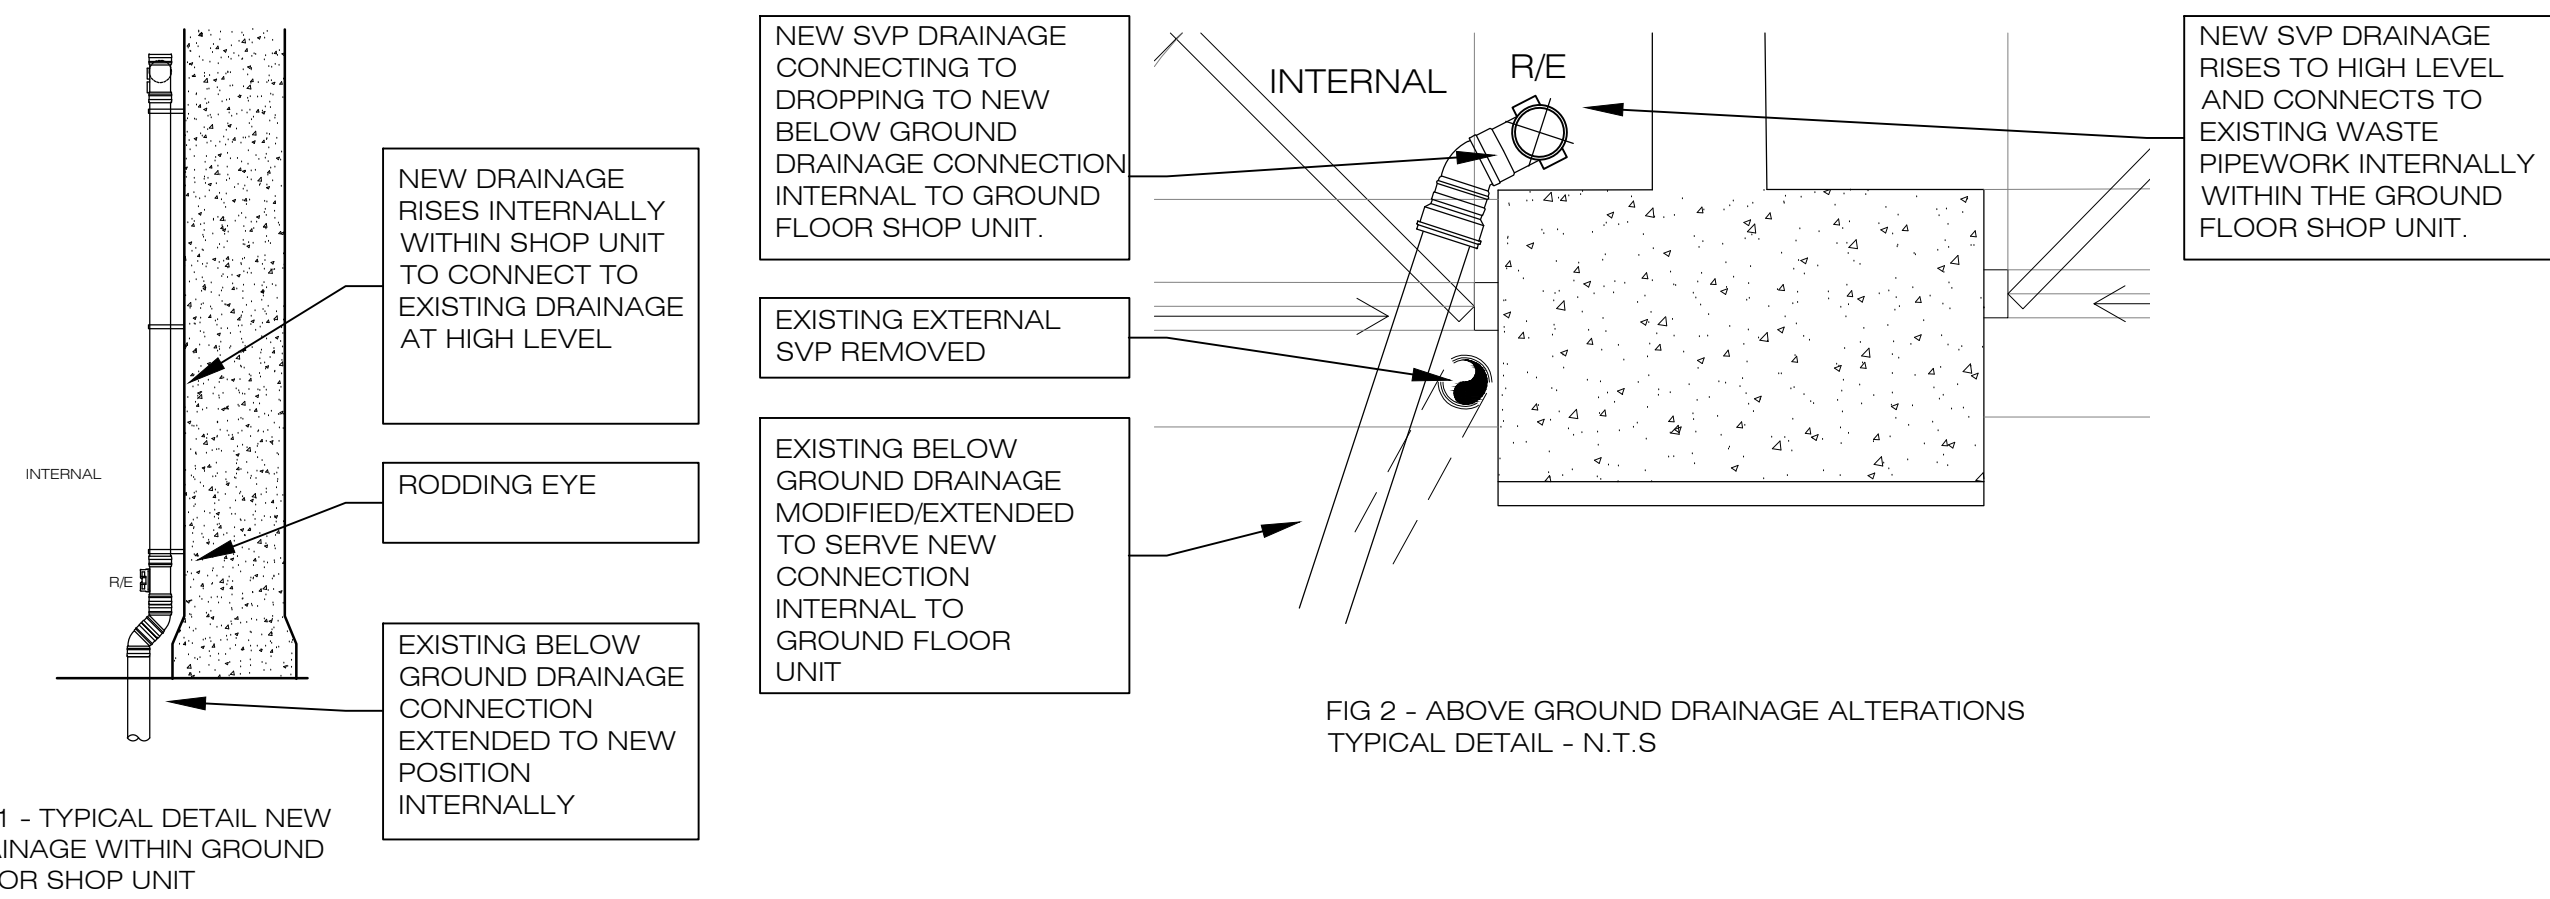 NEW DRAINAGE
RISES INTERNALLY
WITHIN SHOP UNIT
TO CONNECT TO
EXISTING DRAINAGE
AT HIGH LEVEL
INTERNAL
RODDING EYE
R/E
EXISTING BELOW
GROUND DRAINAGE
CONNECTION
EXTENDED TO NEW
POSITION
INTERNALLY
1 - TYPICAL DETAIL NEW
AINAGE WITHIN GROUND
OR SHOP UNIT
NEW SVP DRAINAGE
CONNECTING TO
DROPPING TO NEW
BELOW GROUND
DRAINAGE CONNECTION
INTERNAL TO GROUND
FLOOR SHOP UNIT.
EXISTING EXTERNAL
SVP REMOVED
EXISTING BELOW
GROUND DRAINAGE
MODIFIED/EXTENDED
TO SERVE NEW
CONNECTION
INTERNAL TO
GROUND FLOOR
UNIT
INTERNAL
R/E
NEW SVP DRAINAGE
RISES TO HIGH LEVEL
AND CONNECTS TO
EXISTING WASTE
PIPEWORK INTERNALLY
WITHIN THE GROUND
FLOOR SHOP UNIT.
FIG 2 - ABOVE GROUND DRAINAGE ALTERATIONS
TYPICAL DETAIL - N.T.S